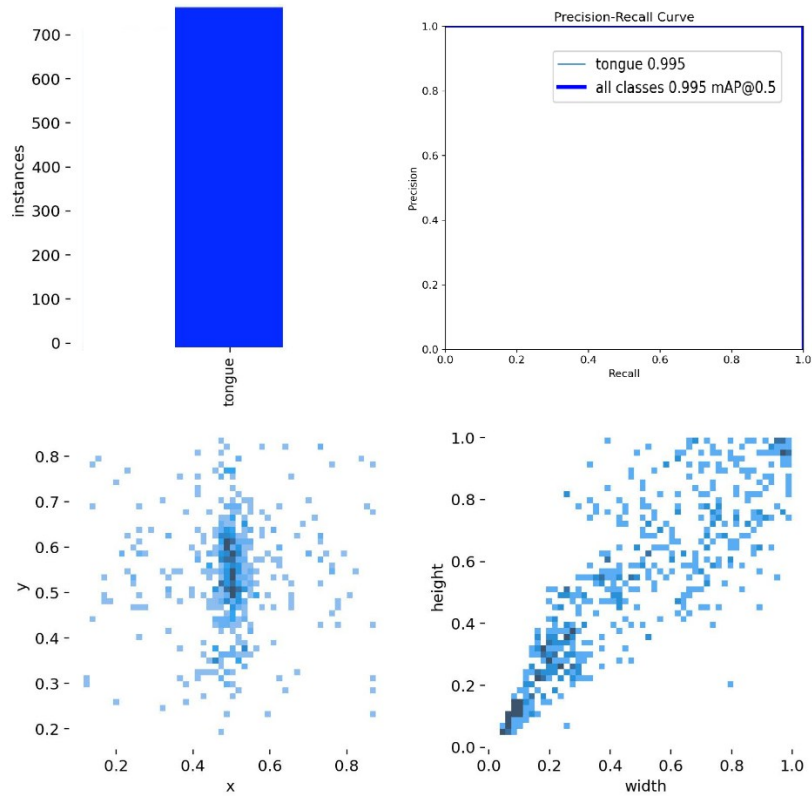 700
600
500
400
300
200
100
0
instances
tongue
Precision-Recall Curve
1.0
0.8
0.6
0.4
0.2
0.0
Precision
tongue 0.995
all classes 0.995 mAP@0.5
0.0 0.2 0.4 0.6 0.8 1.0
Recall
0.8
0.7
0.6
0.5
0.4
0.3
0.2
y
0.2 0.4 0.6 0.8
x
1.0
0.8
0.6
0.4
0.2
0.0
height
0.0 0.2 0.4 0.6 0.8 1.0
width